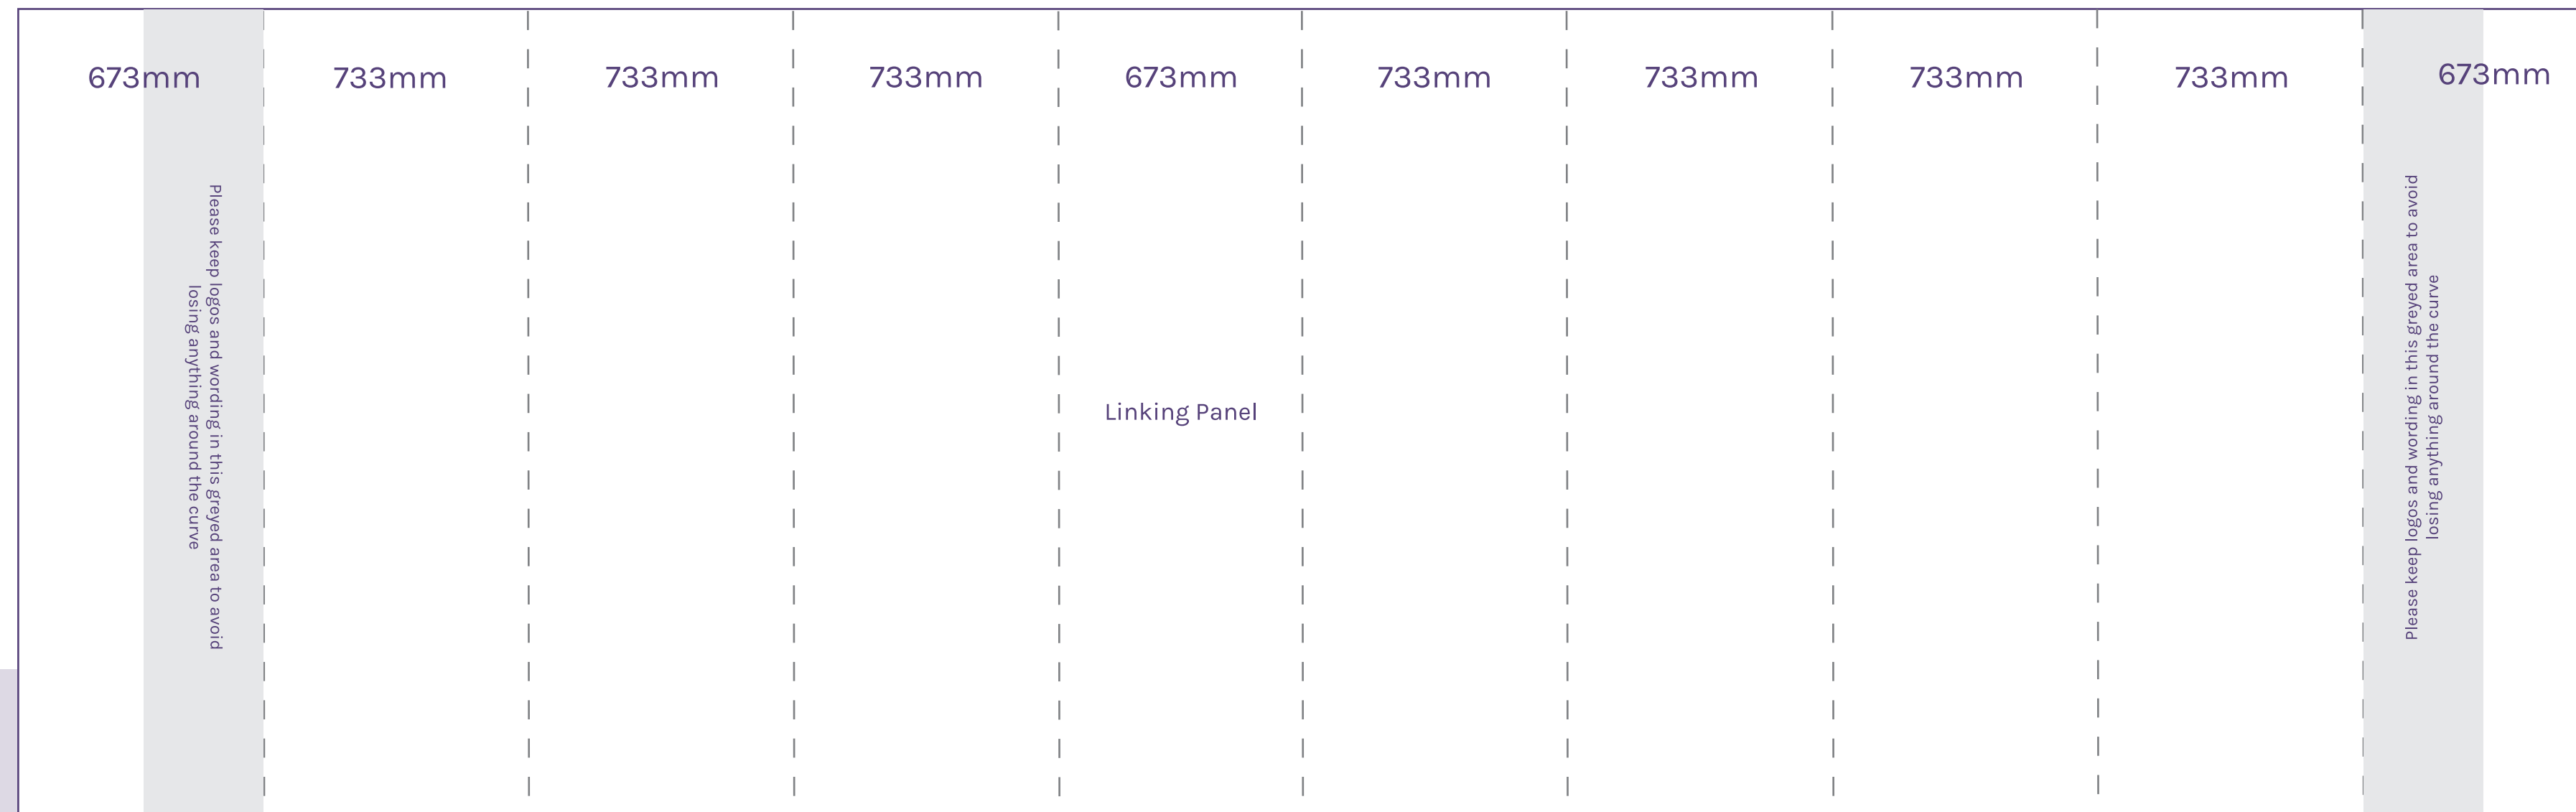 673mm
733mm
733mm
733mm
673mm
733mm
733mm
733mm
733mm
673mm
Please keep logos and wording in this greyed area to avoid
losing anything around the curve
Linking Panel
Please keep logos and wording in this greyed area to avoid
losing anything around the curve